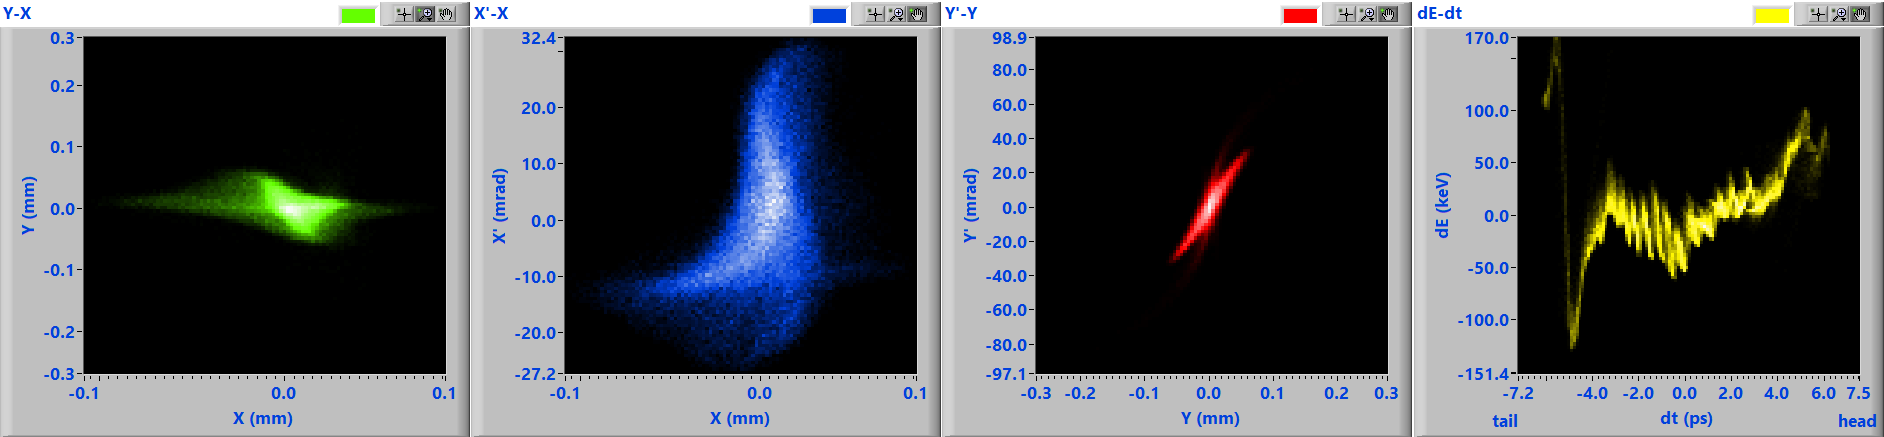 Y-X
0.3
0.2
0.1
0.0
-0.1
-0.2
-0.3
Y (mm)
-0.1 0.0 0.1
X (mm)
X'-X
32.4
20.0
10.0
0.0
-10.0
-20.0
-27.2
X' (mrad)
-0.1 0.0 0.1
X (mm)
Y'-Y
98.9
80.0
60.0
40.0
20.0
0.0
-20.0
-40.0
-60.0
-80.0
-97.1
Y' (mrad)
-0.3 -0.2 -0.1 0.0 0.1 0.2 0.3
Y (mm)
dE-dt
170.0
100.0
50.0
0.0
-50.0
-100.0
-151.4
dE (keV)
-7.2 -4.0 -2.0 0.0 2.0 4.0 6.0 7.5
tail dt (ps) head